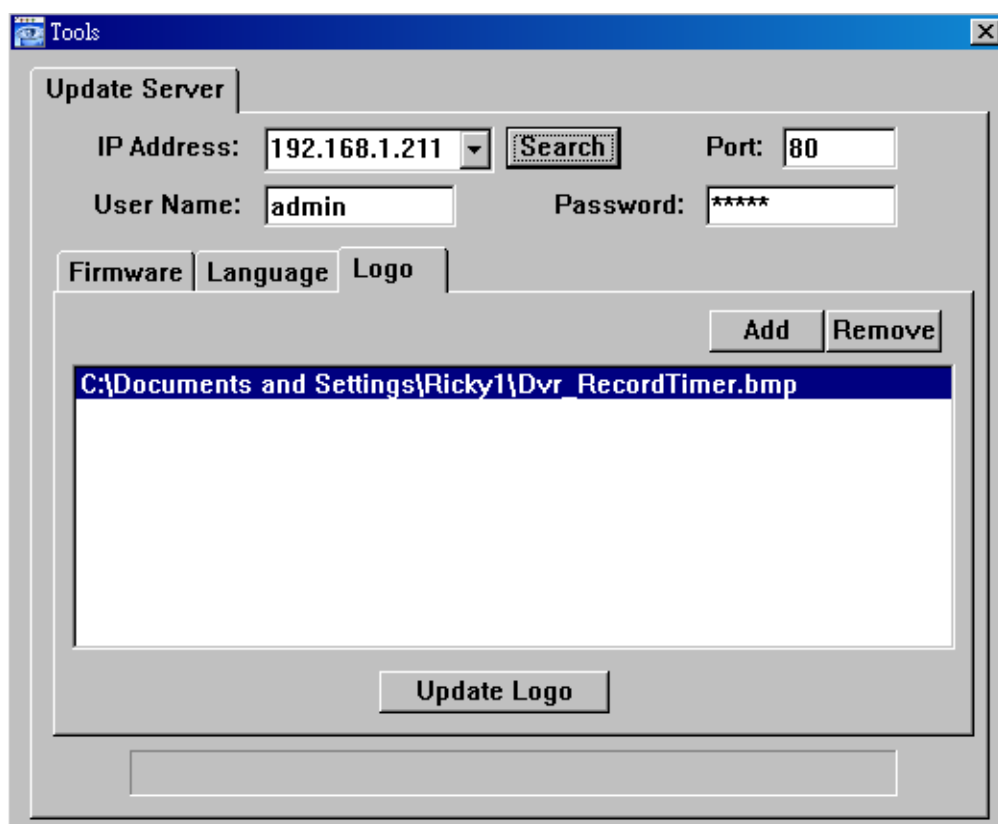 Tools
Update Server
IP Address: 192.168.1.211 Search Port: 80
User Name: admin Password: *****
Firmware Language Logo
Add Remove
C:\Documents and Settings\Ricky1\Dvr_RecordTimer.bmp
Update Logo